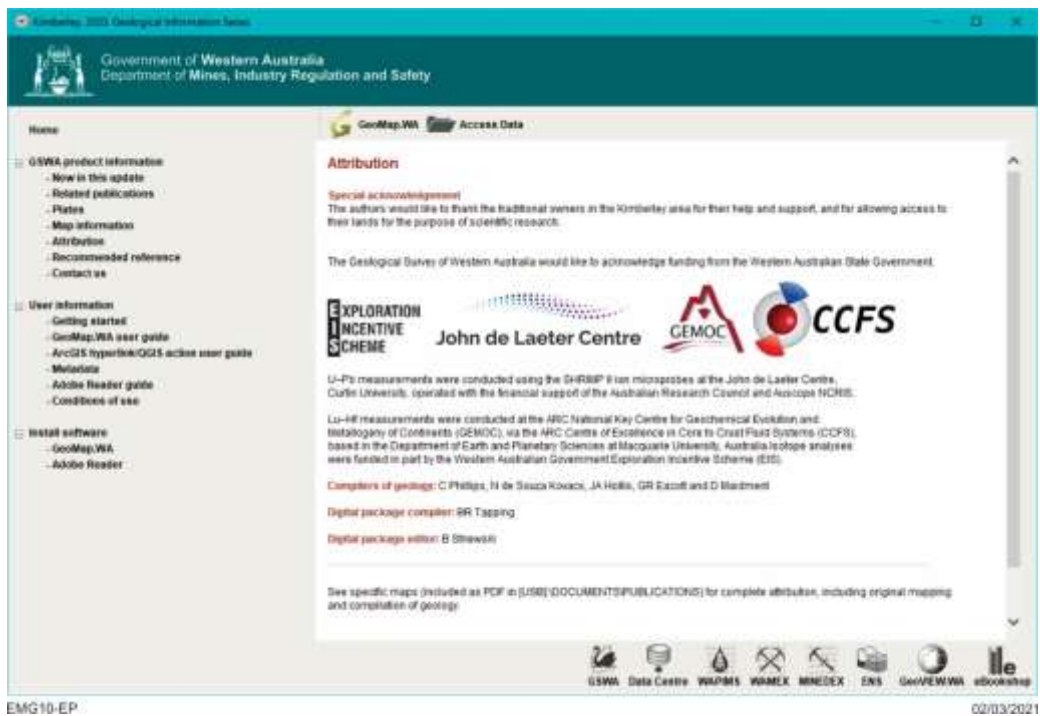 Kimberley, 2020 Geological Information Series
Government of Western Australia
Department of Mines, Industry Regulation and Safety
Home
GSWA product information
Now in this update
Related publications
Plates
Map information
Attribution
Recommended reference
Contact us
User information
Getting started
GeoMap.WA user guide
ArcGIS hyperlink/QGIS action user guide
Metadata
Adobe Reader guide
Conditions of use
Install software
GeoMap.WA
Adobe Reader
GeoMap.WA Access Data
Attribution
Special acknowledgement
The authors would like to thank the traditional owners in the Kimberley area for their help and support, and for allowing access to
their lands for the purpose of scientific research.
The Geological Survey of Western Australia would like to acknowledge funding from the Western Australian State Government.
EXPLORATION
INCENTIVE
SCHEME
John de Laeter Centre
GEMOC
CCFS
U–Pb measurements were conducted using the SHRIMP II ion microprobes at the John de Laeter Centre,
Curtin University, operated with the financial support of the Australian Research Council and Auscope NCRIS.
Lu–Hf measurements were conducted at the ARC National Key Centre for Geochemical Evolution and
Metallogeny of Continents (GEMOC), via the ARC Centre of Excellence in Core to Crust Fluid Systems (CCFS),
based in the Department of Earth and Planetary Sciences at Macquarie University, Australia Isotope analyses
were funded in part by the Western Australian Government Exploration Incentive Scheme (EIS).
Compilers of geology: C Phillips, N de Souza Kovacs, JA Hollis, GR Eacott and D Maidment
Digital package compiler: BR Tapping
Digital package editor: B
See specific maps (included as PDF in [USB]\DOCUMENTS\PUBLICATIONS) for complete attribution, including original mapping
and compilation of geology.
GSWA Data Centre WAPIMS WAMEX MINEDEX ENS GeoVIEW.WA eBookshop
EMG10-EP
02/03/2021